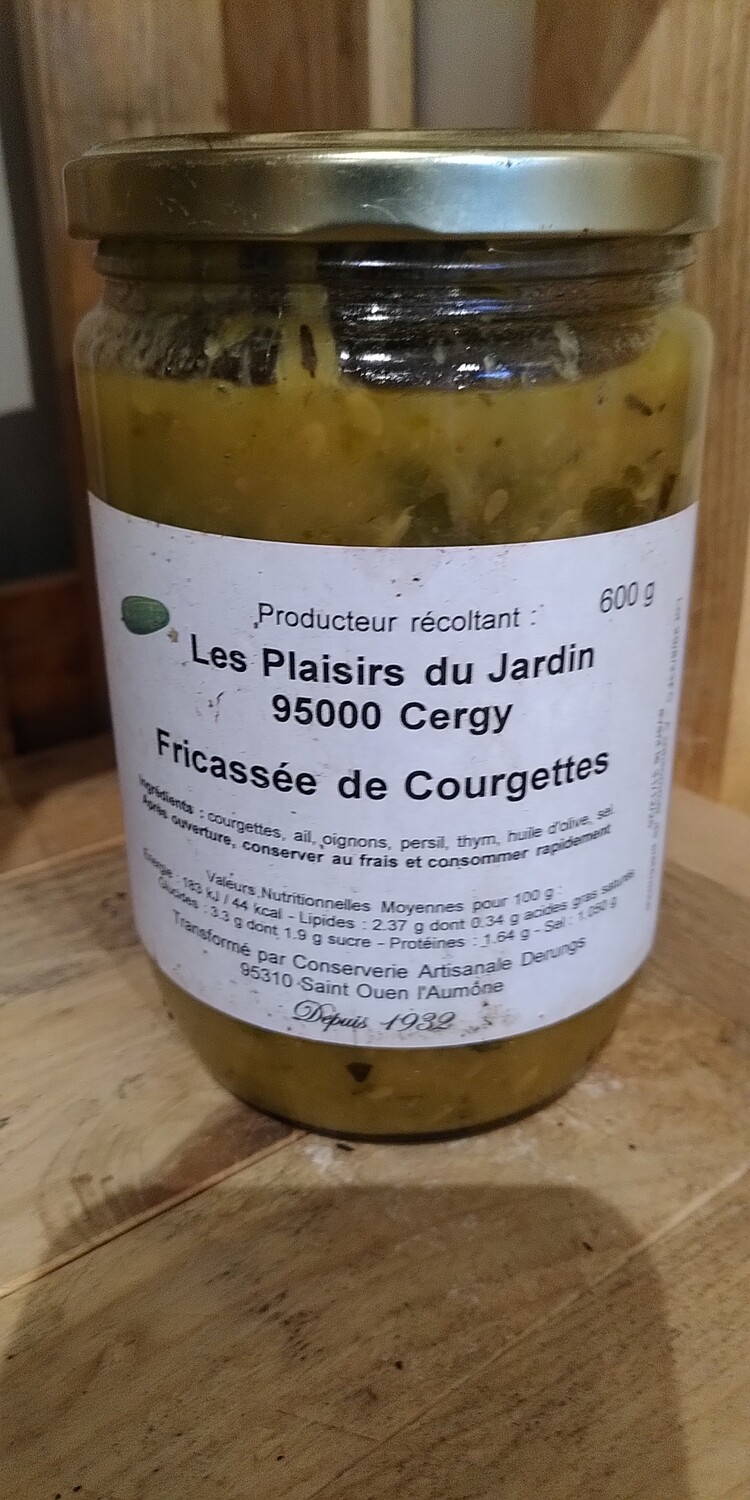 600 g
Producteur récoltant :
Les Plaisirs du Jardin
95000 Cergy
Fricassée de Courgettes
Ingrédients : courgettes, ail, oignons, persil, thym, huile d'olive, sel.
Après ouverture, conserver au frais et consommer rapidement
Valeurs Nutritionnelles Moyennes pour 100 g :
Energie : 183 kJ / 44 kcal - Lipides : 2.37 g dont 0.34 g acides gras saturés
Glucides : 3.3 g dont 1.9 g sucre - Protéines : 1.64 g - Sel : 1.050 g
Transformé par Conserverie Artisanale Derungs
95310 Saint Ouen l'Aumône
Depuis 1932